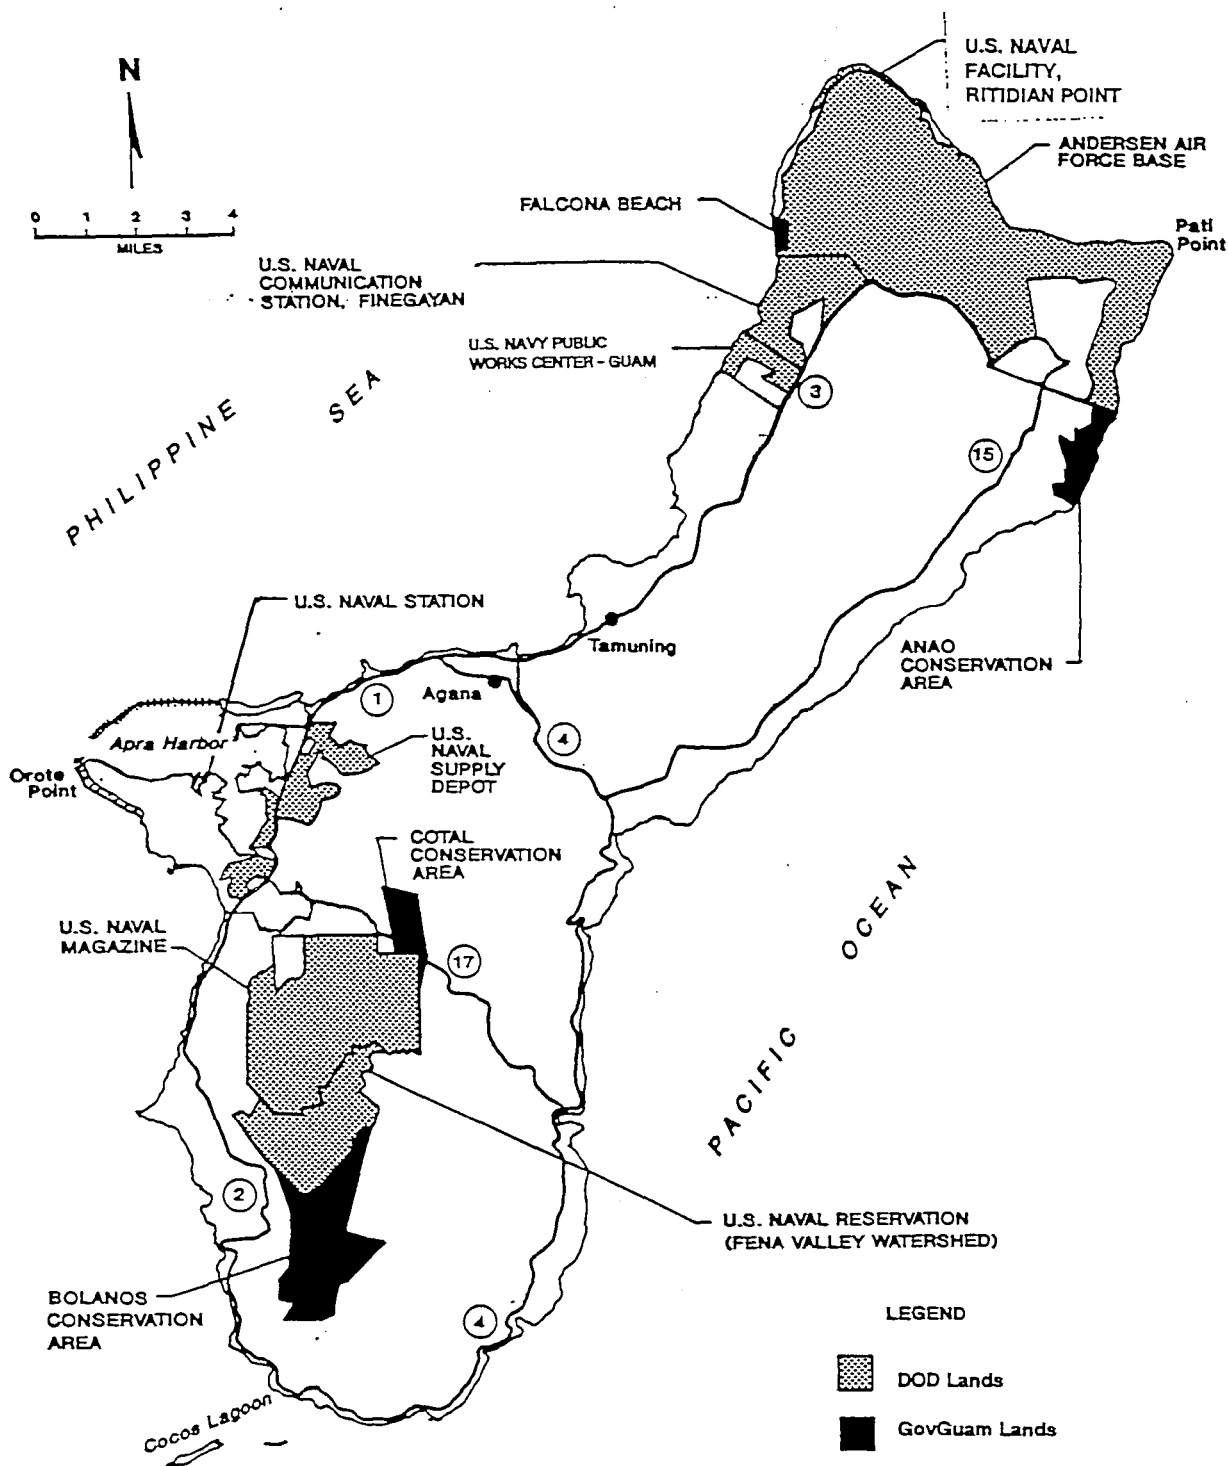 U.S. NAVAL
FACILITY,
RITIDIAN POINT
N
ANDERSEN AIR
FORCE BASE
FALCONA BEACH
0 1 2 3 4
MILES
Pati
Point
U.S. NAVAL
COMMUNICATION
STATION, FINEGAYAN
U.S. NAVY PUBLIC
WORKS CENTER - GUAM
3
PHILIPPINE SEA
15
U.S. NAVAL STATION
Tamuning
ANAO
CONSERVATION
AREA
1
Agana
4
Apra Harbor
U.S.
NAVAL
SUPPLY
DEPOT
Orote
Point
COTAL
CONSERVATION
AREA
U.S. NAVAL
MAGAZINE
17
PACIFIC OCEAN
2
U.S. NAVAL RESERVATION
(FENA VALLEY WATERSHED)
BOLANOS
CONSERVATION
AREA
4
LEGEND
DOD Lands
GovGuam Lands
Cocos Lagoon